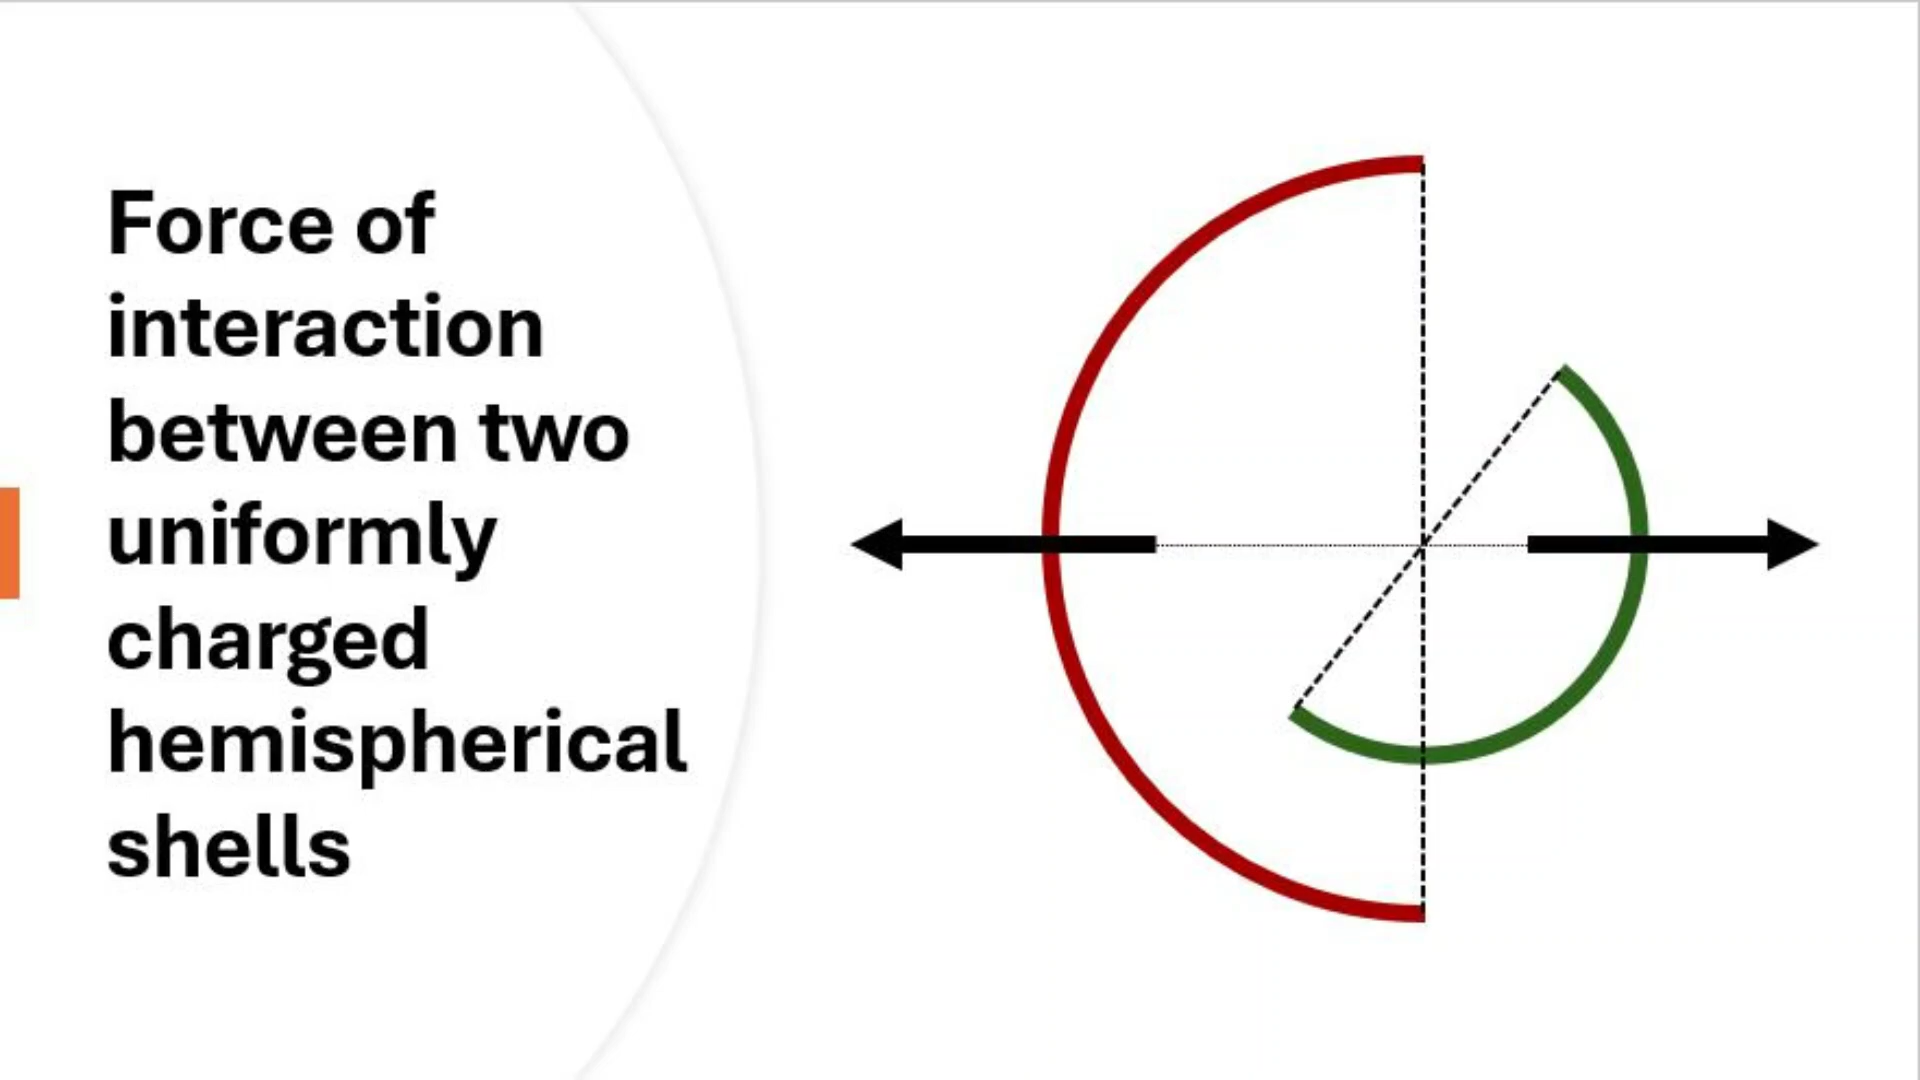 Force of
interaction
between two
uniformly
charged
hemispherical
shells